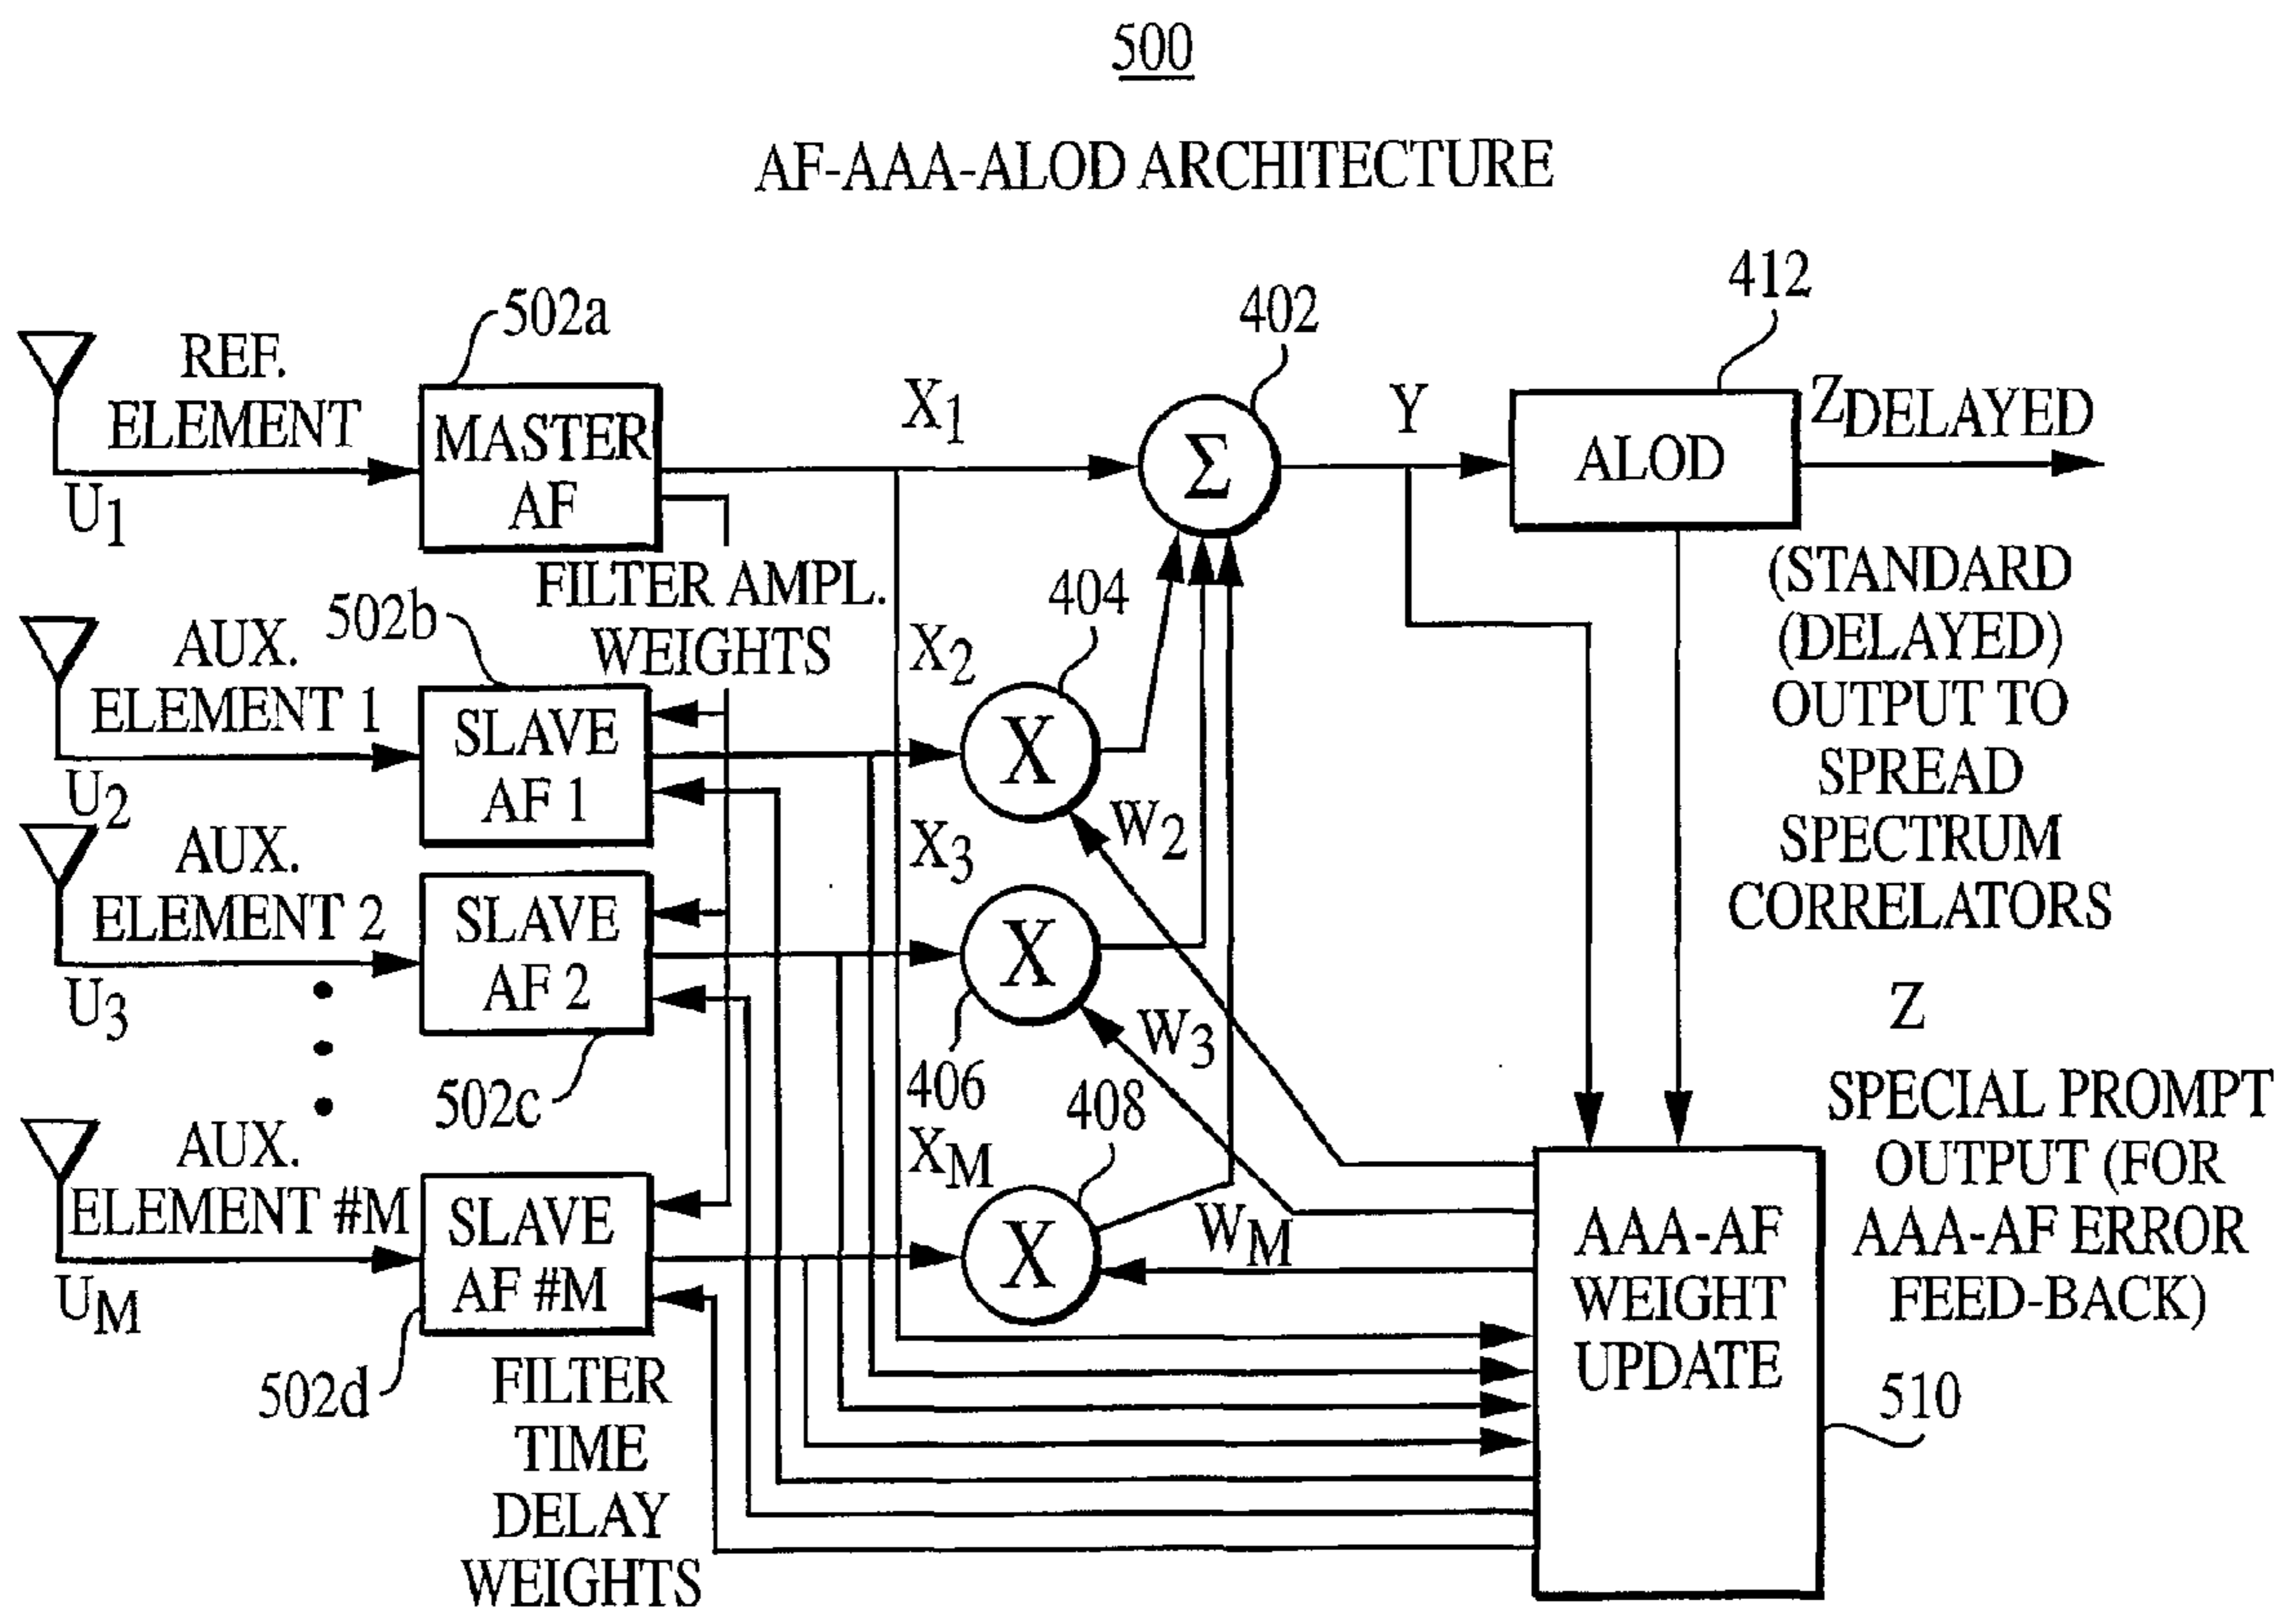 500
AF-AAA-ALOD ARCHITECTURE
502a
REF.
ELEMENT
U1
MASTER
AF
X1
402
Σ
Y
412
ALOD
ZDELAYED
(STANDARD
(DELAYED)
OUTPUT TO
SPREAD
SPECTRUM
CORRELATORS
FILTER AMPL.
WEIGHTS
502b
AUX.
ELEMENT 1
U2
SLAVE
AF 1
X2
404
X
W2
AUX.
ELEMENT 2
U3
SLAVE
AF 2
502c
X3
X
406
W3
Z
SPECIAL PROMPT
OUTPUT (FOR
AAA-AF ERROR
FEED-BACK)
AUX.
ELEMENT #M
UM
SLAVE
AF #M
502d
XM
408
X
WM
AAA-AF
WEIGHT
UPDATE
510
FILTER
TIME
DELAY
WEIGHTS